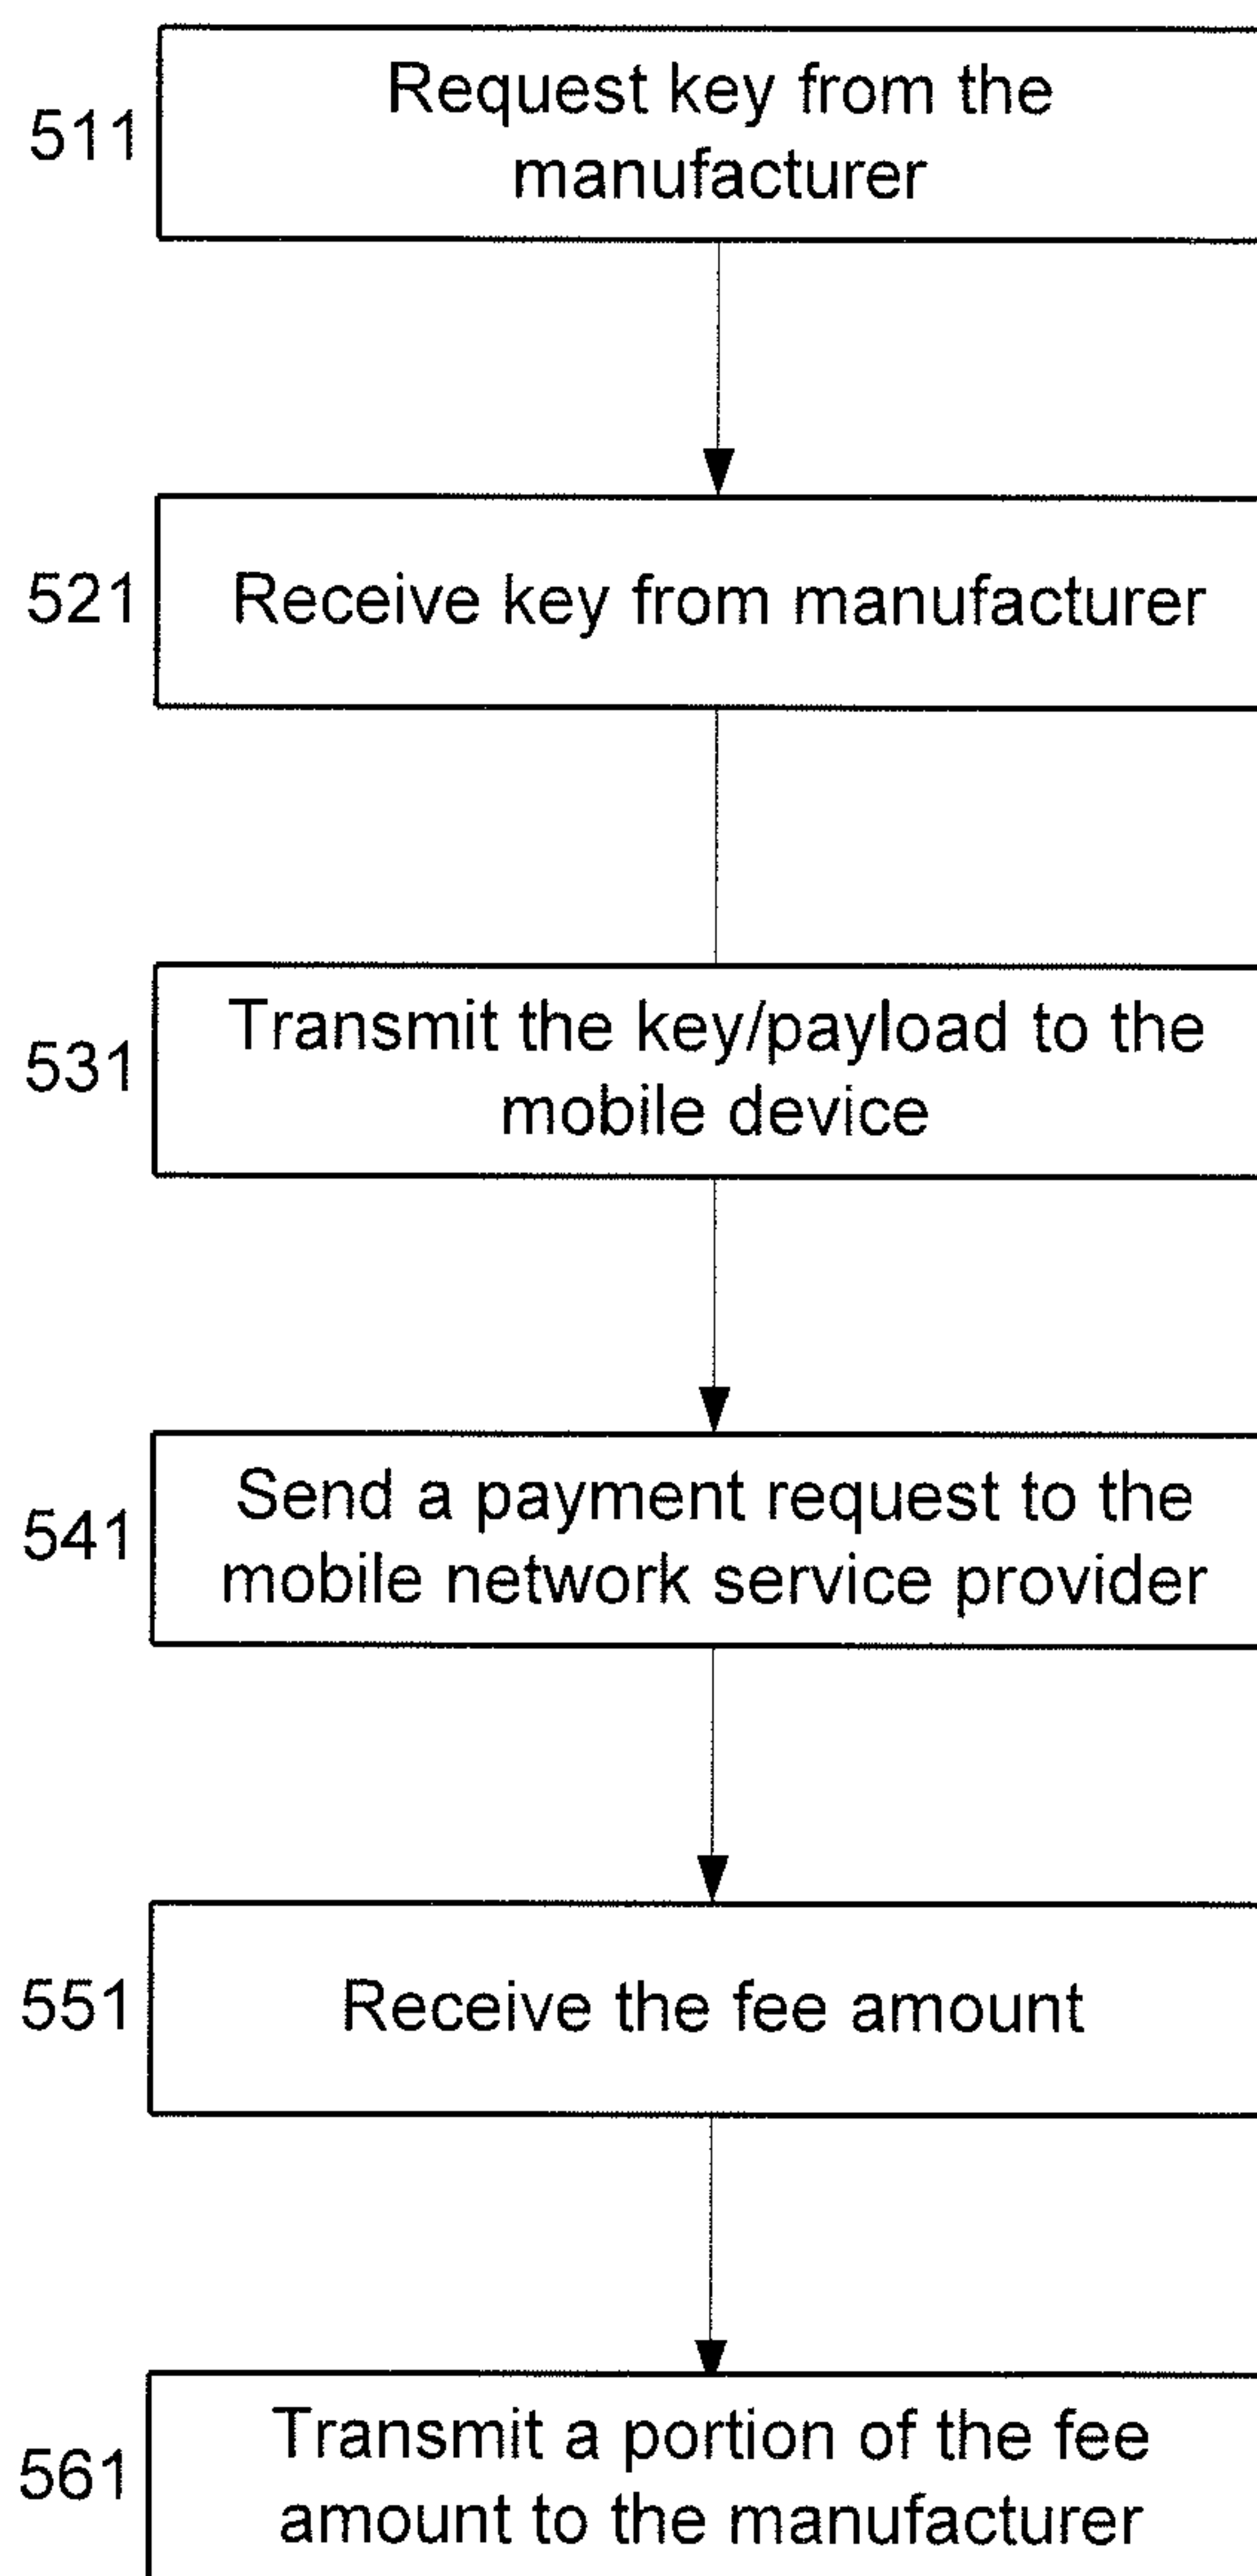 Request key from the
511
manufacturer
521
Receive key from manufacturer
Transmit the key/payload to the
531
mobile device
Send a payment request to the
541
mobile network service provider
551
Receive the fee amount
Transmit a portion of the fee
561
amount to the manufacturer